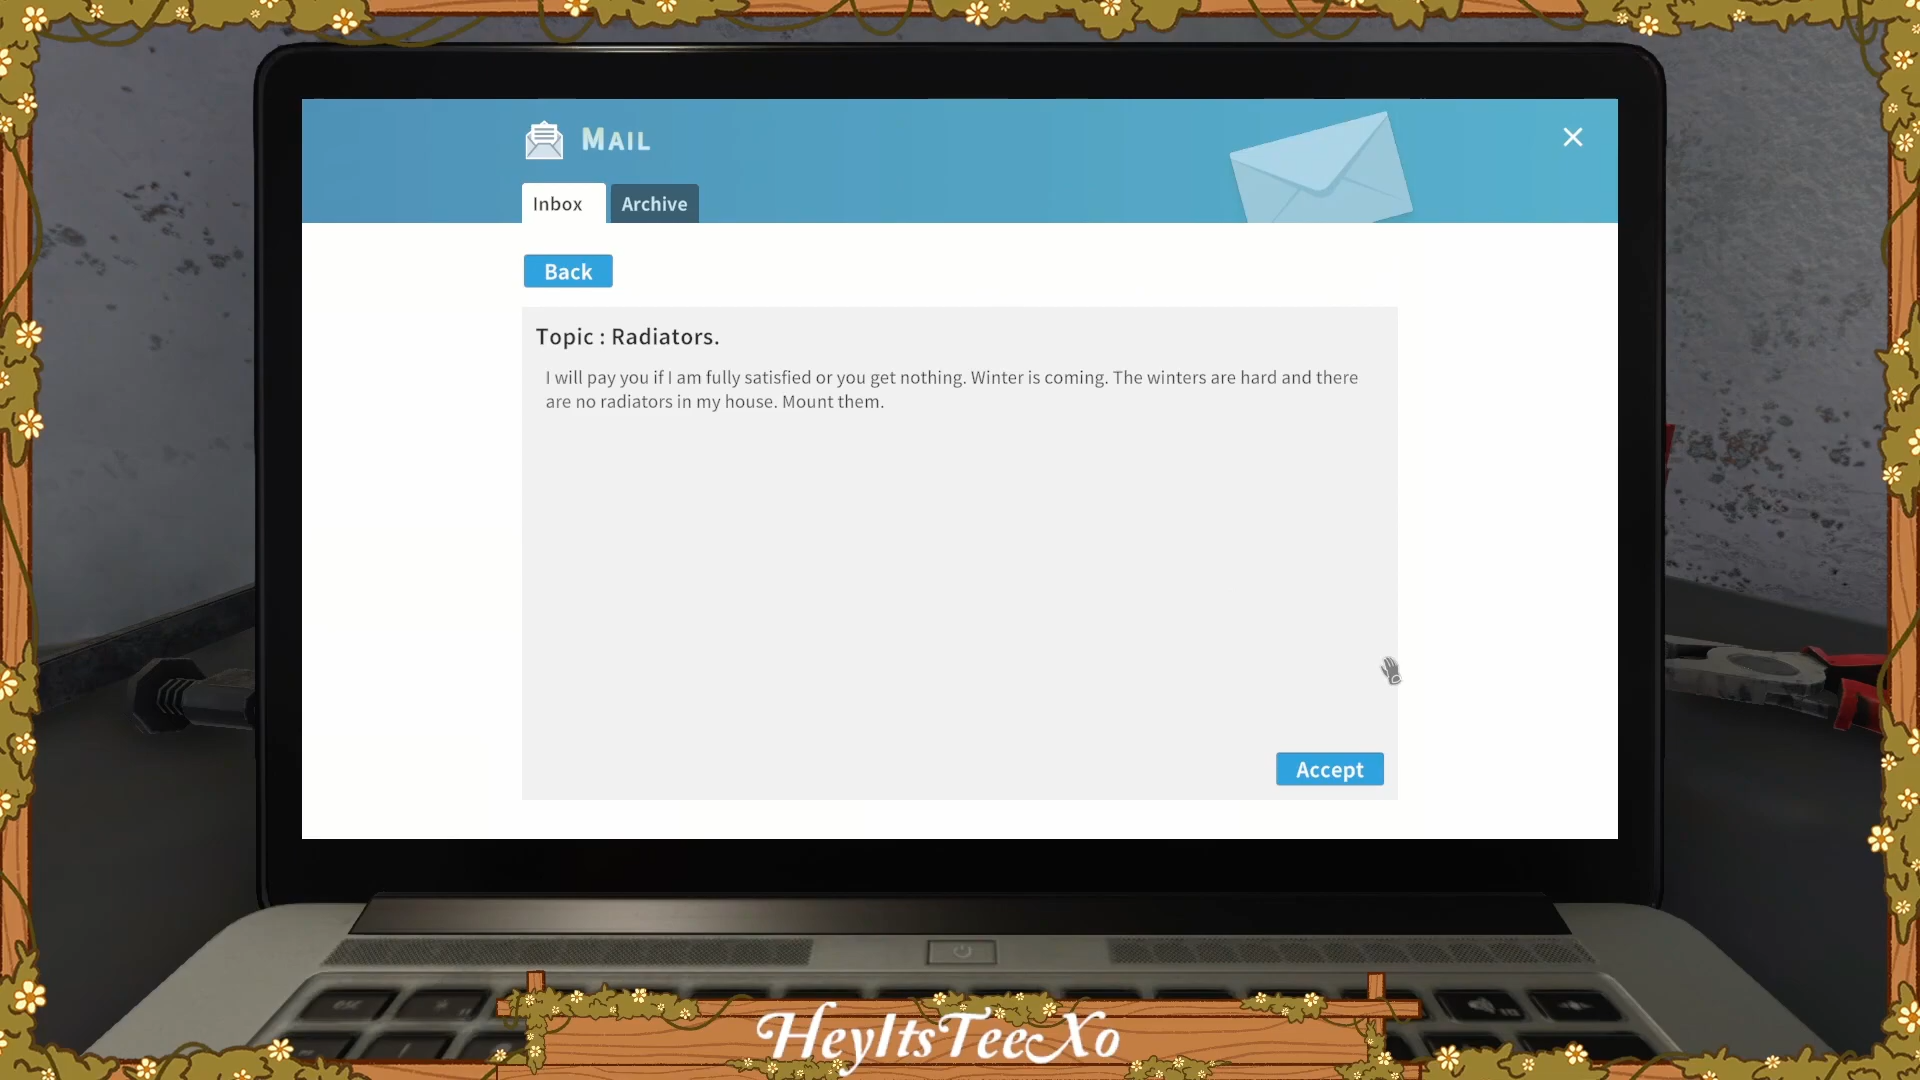 MAIL
Inbox
Archive
Back
Topic : Radiators.
I will pay you if I am fully satisfied or you get nothing. Winter is coming. The winters are hard and there
are no radiators in my house. Mount them.
Accept
esc
HeyItsTeeXo